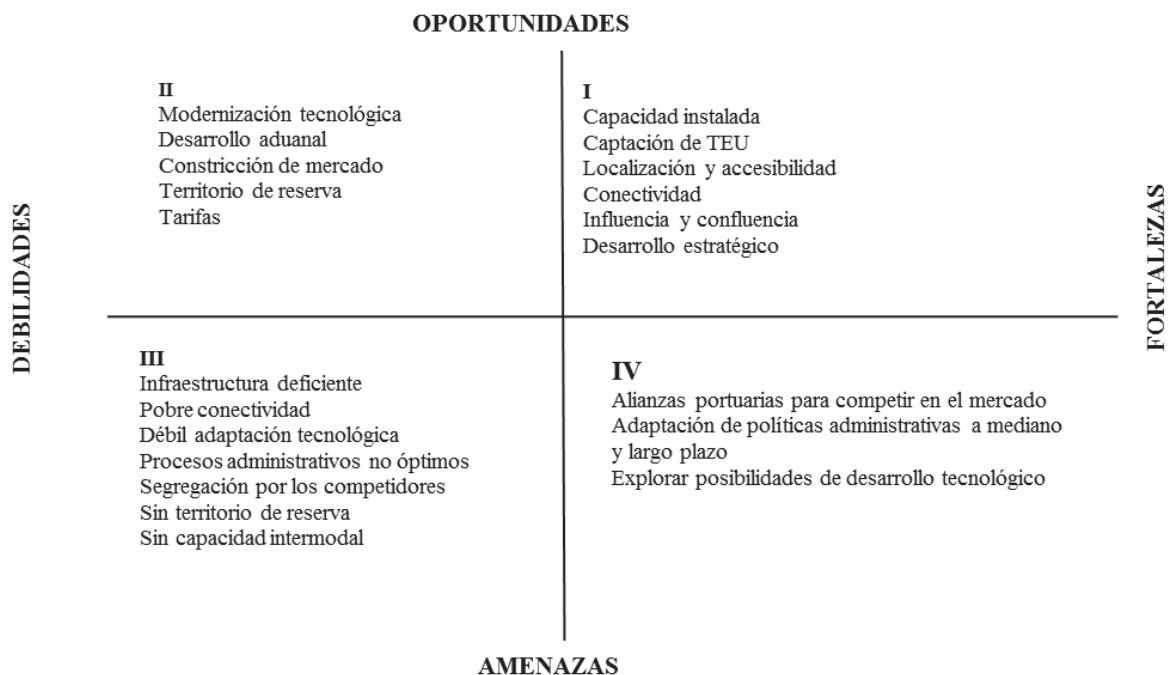 OPORTUNIDADES
II
Modernización tecnológica
Desarrollo aduanal
Constricción de mercado
Territorio de reserva
Tarifas
I
Capacidad instalada
Captación de TEU
Localización y accesibilidad
Conectividad
Influencia y confluencia
Desarrollo estratégico
DEBILIDADES
FORTALEZAS
III
Infraestructura deficiente
Pobre conectividad
Débil adaptación tecnológica
Procesos administrativos no óptimos
Segregación por los competidores
Sin territorio de reserva
Sin capacidad intermodal
IV
Alianzas portuarias para competir en el mercado
Adaptación de políticas administrativas a mediano
y largo plazo
Explorar posibilidades de desarrollo tecnológico
AMENAZAS